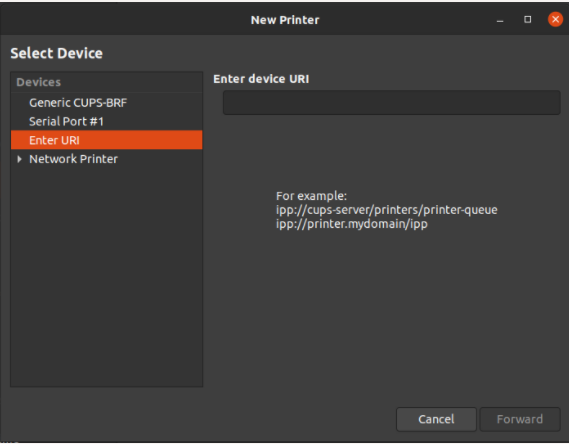 New Printer
Select Device
Devices
Generic CUPS-BRF
Serial Port #1
Enter URI
Network Printer
Enter device URI
For example:
ipp://cups-server/printers/printer-queue
ipp://printer.mydomain/ipp
Cancel
Forward